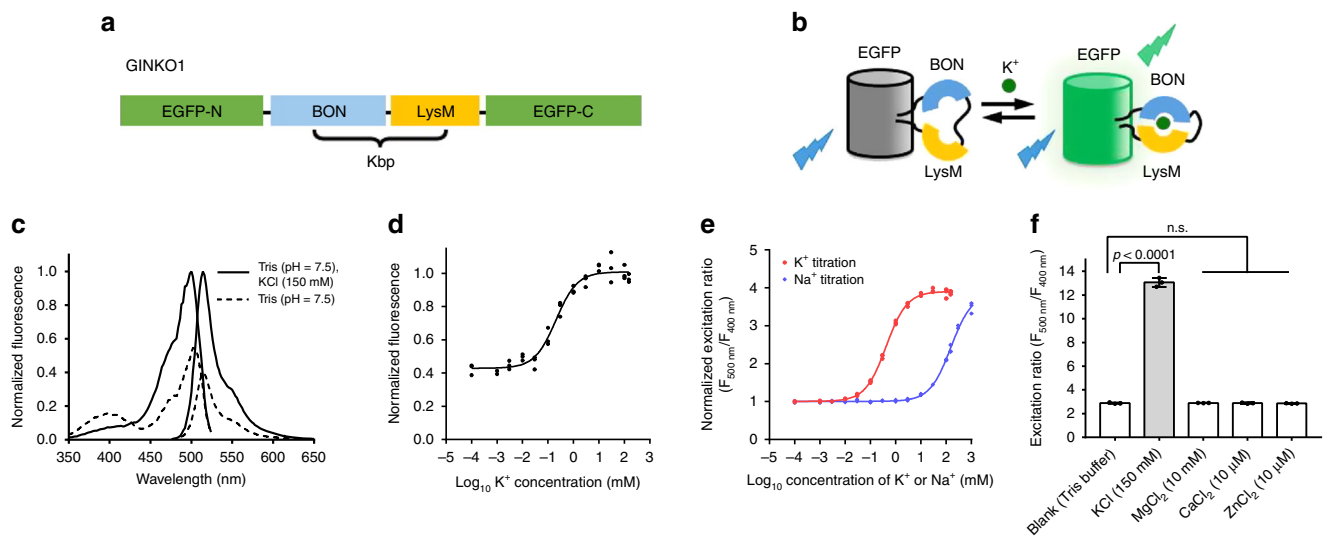 a
GINKO1
EGFP-N
BON
LysM
EGFP-C
Kbp
b
EGFP
BON
LysM
K⁺
EGFP
BON
LysM
c
Normalized fluorescence
1.0
0.8
0.6
0.4
0.2
0.0
350 400 450 500 550 600 650
Wavelength (nm)
Tris (pH = 7.5),
KCl (150 mM)
Tris (pH = 7.5)
d
Normalized fluorescence
1.2
1.0
0.8
0.6
0.4
0.2
0.0
–5 –4 –3 –2 –1 0 1 2 3
Log₁₀ K⁺ concentration (mM)
e
Normalized excitation ratio
(F₅₀₀ ₙₘ/F₄₀₀ ₙₘ)
5
4
3
2
1
0
–5 –4 –3 –2 –1 0 1 2 3
Log₁₀ concentration of K⁺ or Na⁺ (mM)
K⁺ titration
Na⁺ titration
f
Excitation ratio (F₅₀₀ ₙₘ/F₄₀₀ ₙₘ)
14
12
10
8
6
4
2
0
n.s.
p < 0.0001
Blank (Tris buffer)
KCl (150 mM)
MgCl₂ (10 mM)
CaCl₂ (10 μM)
ZnCl₂ (10 μM)